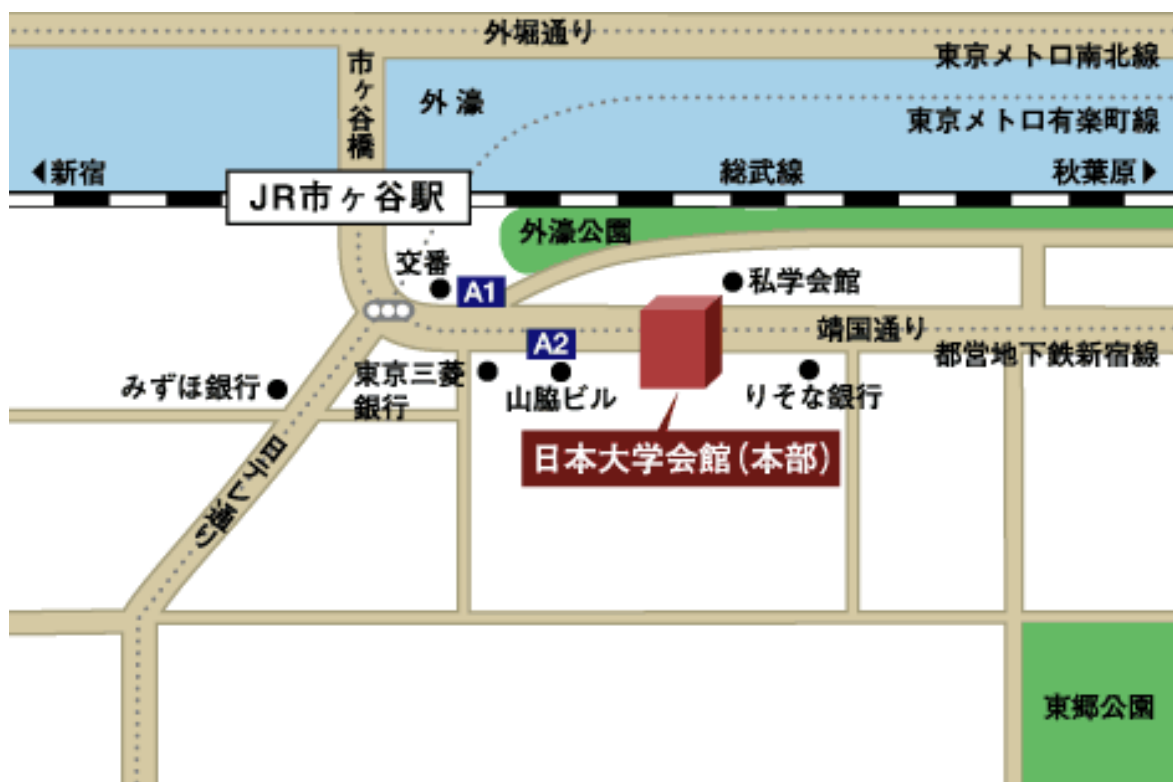 外堀通り
東京メトロ南北線
市ヶ谷橋
外濠
東京メトロ有楽町線
◀新宿
総武線
秋葉原▶
JR市ヶ谷駅
外濠公園
交番
A1
私学会館
靖国通り
A2
都営地下鉄新宿線
みずほ銀行
東京三菱
銀行
山脇ビル
りそな銀行
日本大学会館(本部)
日テレ通り
東郷公園